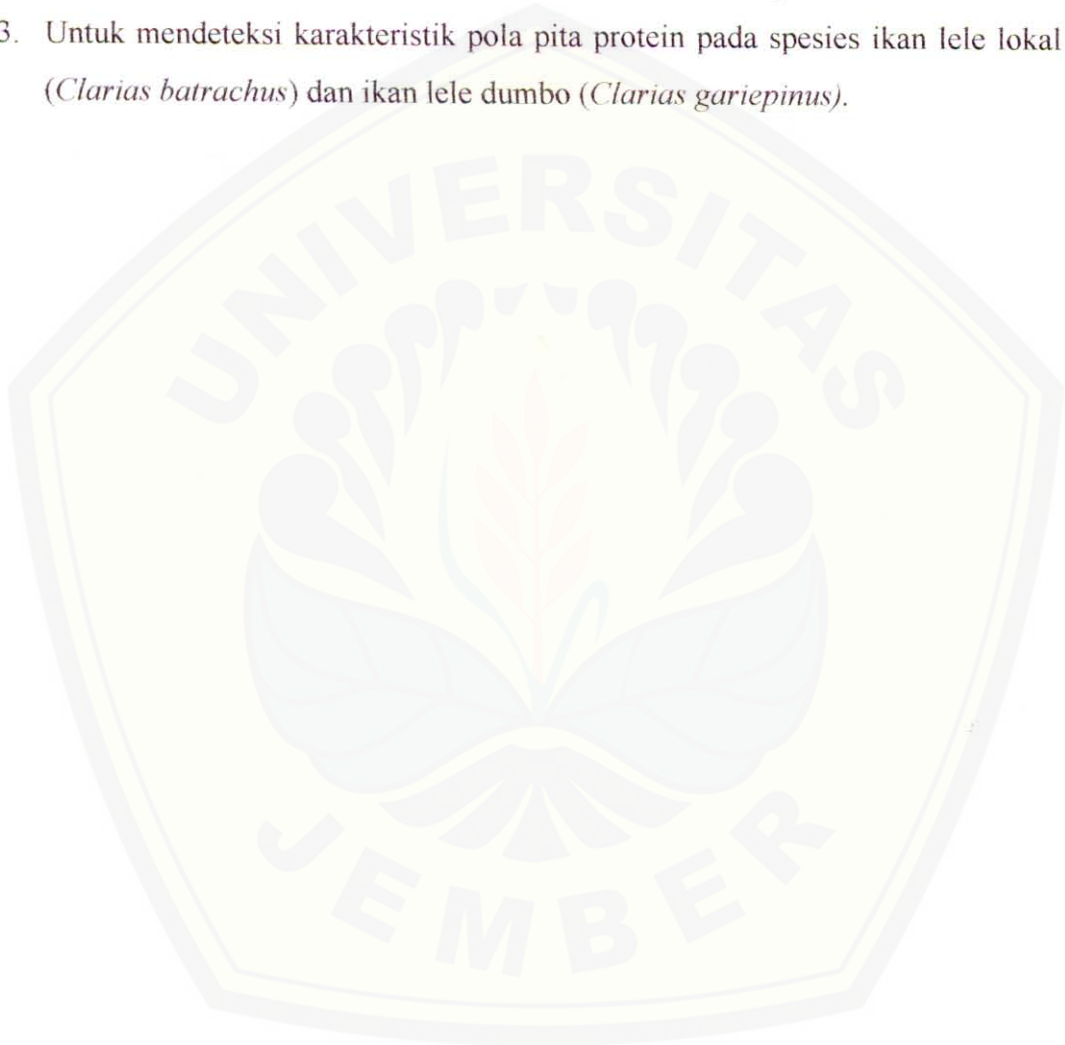 3. Untuk mendeteksi karakteristik pola pita protein pada spesies ikan lele lokal
(Clarias batrachus) dan ikan lele dumbo (Clarias gariepinus).
UNIVERSITAS
JEMBER